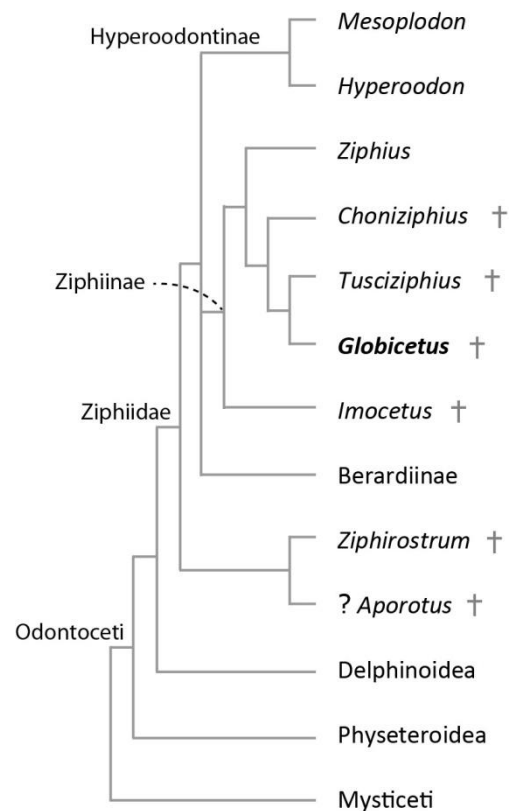 Hyperoodontinae
Mesoplodon
Hyperoodon
Ziphius
Choniziphius †
Ziphiinae
Tusciziphius †
Globicetus †
Ziphiidae
Imocetus †
Berardiinae
Ziphirostrum †
? Aporotus †
Odontoceti
Delphinoidea
Physeteroidea
Mysticeti